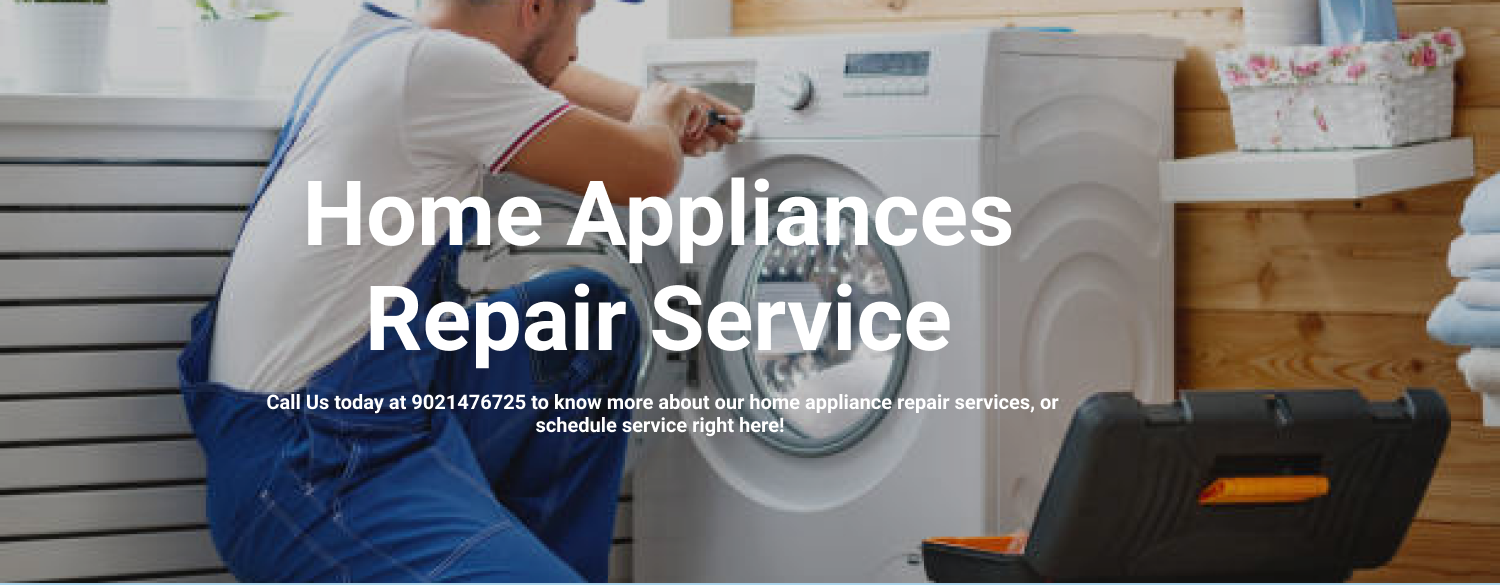 Home Appliances
Repair Service
Call Us today at 9021476725 to know more about our home appliance repair services, or
schedule service right here!